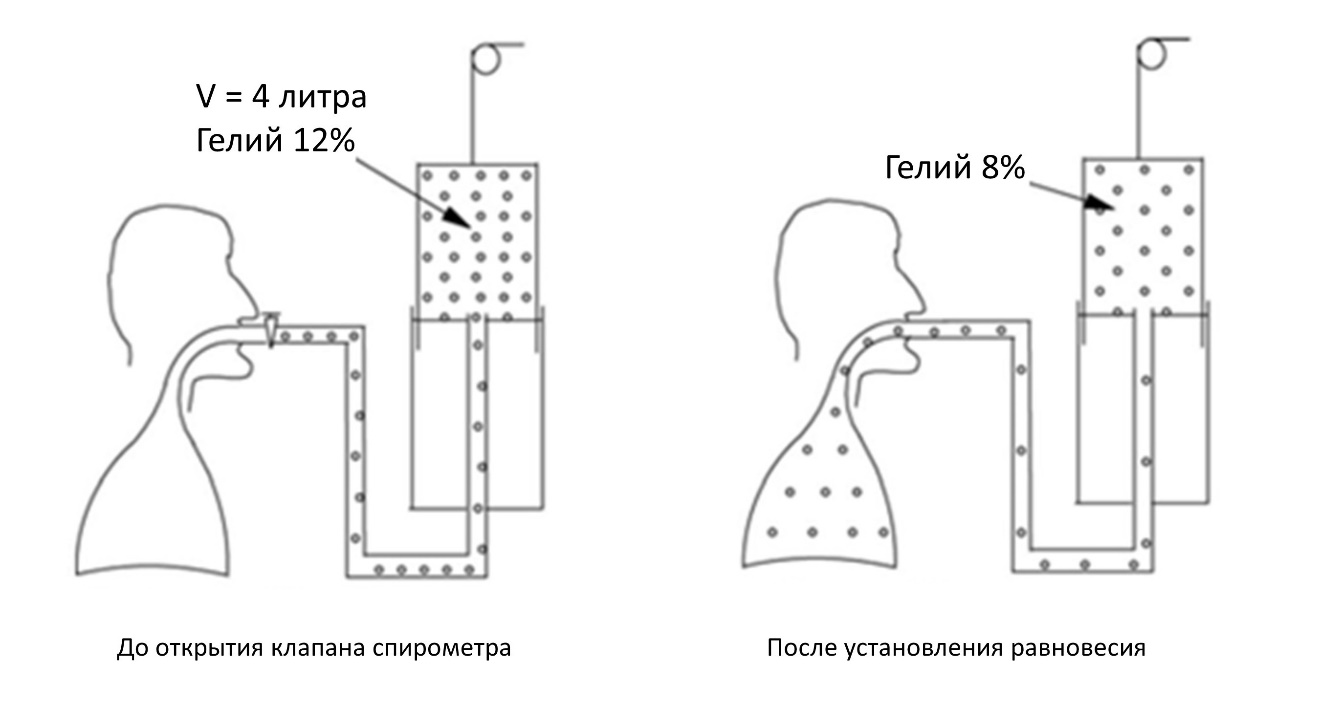 V = 4 литра
Гелий 12%
Гелий 8%
До открытия клапана спирометра
После установления равновесия